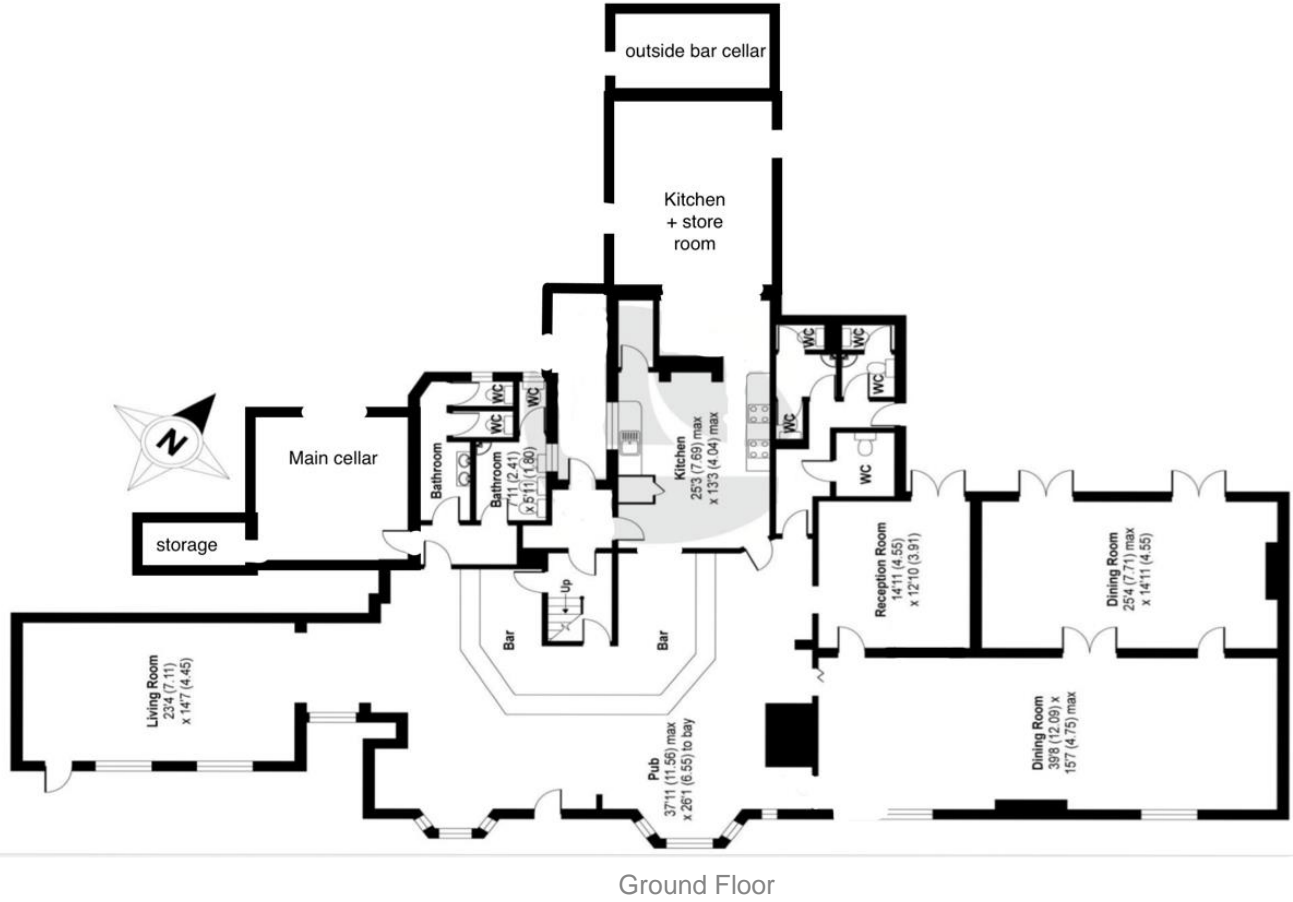 outside bar cellar
Kitchen
+ store
room
WC
WC
WC
WC
WC
Main cellar
storage
N
WC
WC
WC
Bathroom
Bathroom
7'11 (2.41)
x 5'11 (1.80)
Kitchen
25'3 (7.69) max
x 13'3 (4.04) max
Up
Bar
Bar
Reception Room
14'11 (4.55)
x 12'10 (3.91)
Dining Room
25'4 (7.71) max
x 14'11 (4.55)
Living Room
23'4 (7.11)
x 14'7 (4.45)
Pub
37'11 (11.56) max
x 26'1 (6.55) to bay
Dining Room
39'8 (12.09) x
15'7 (4.75) max
Ground Floor